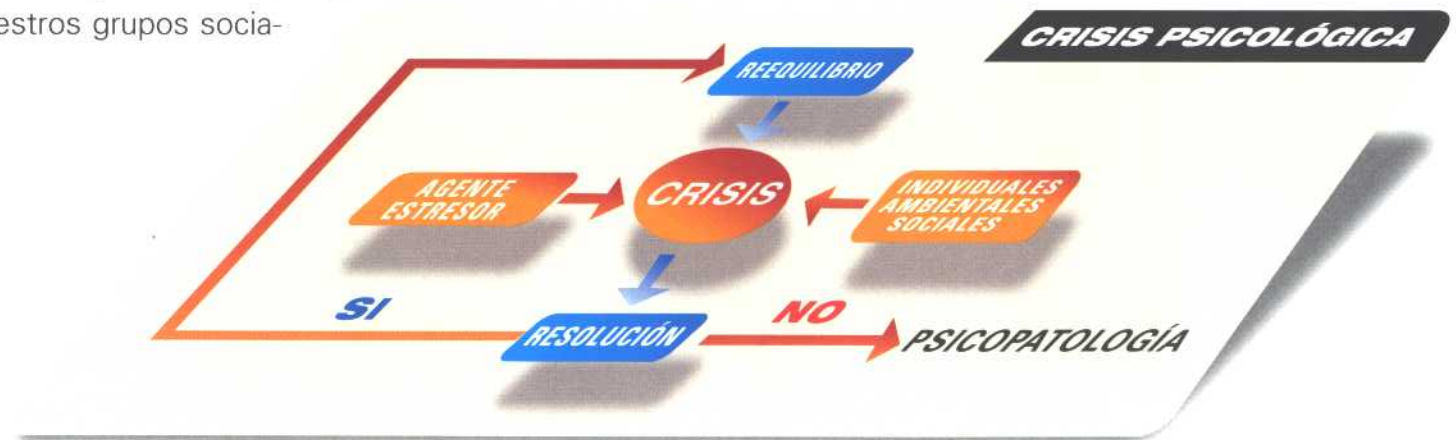 estros grupos socia-
CRISIS PSICOLÓGICA
REEQUILIBRIO
AGENTE
ESTRESOR
CRISIS
INDIVIDUALES
AMBIENTALES
SOCIALES
SI
RESOLUCIÓN
NO
PSICOPATOLOGÍA